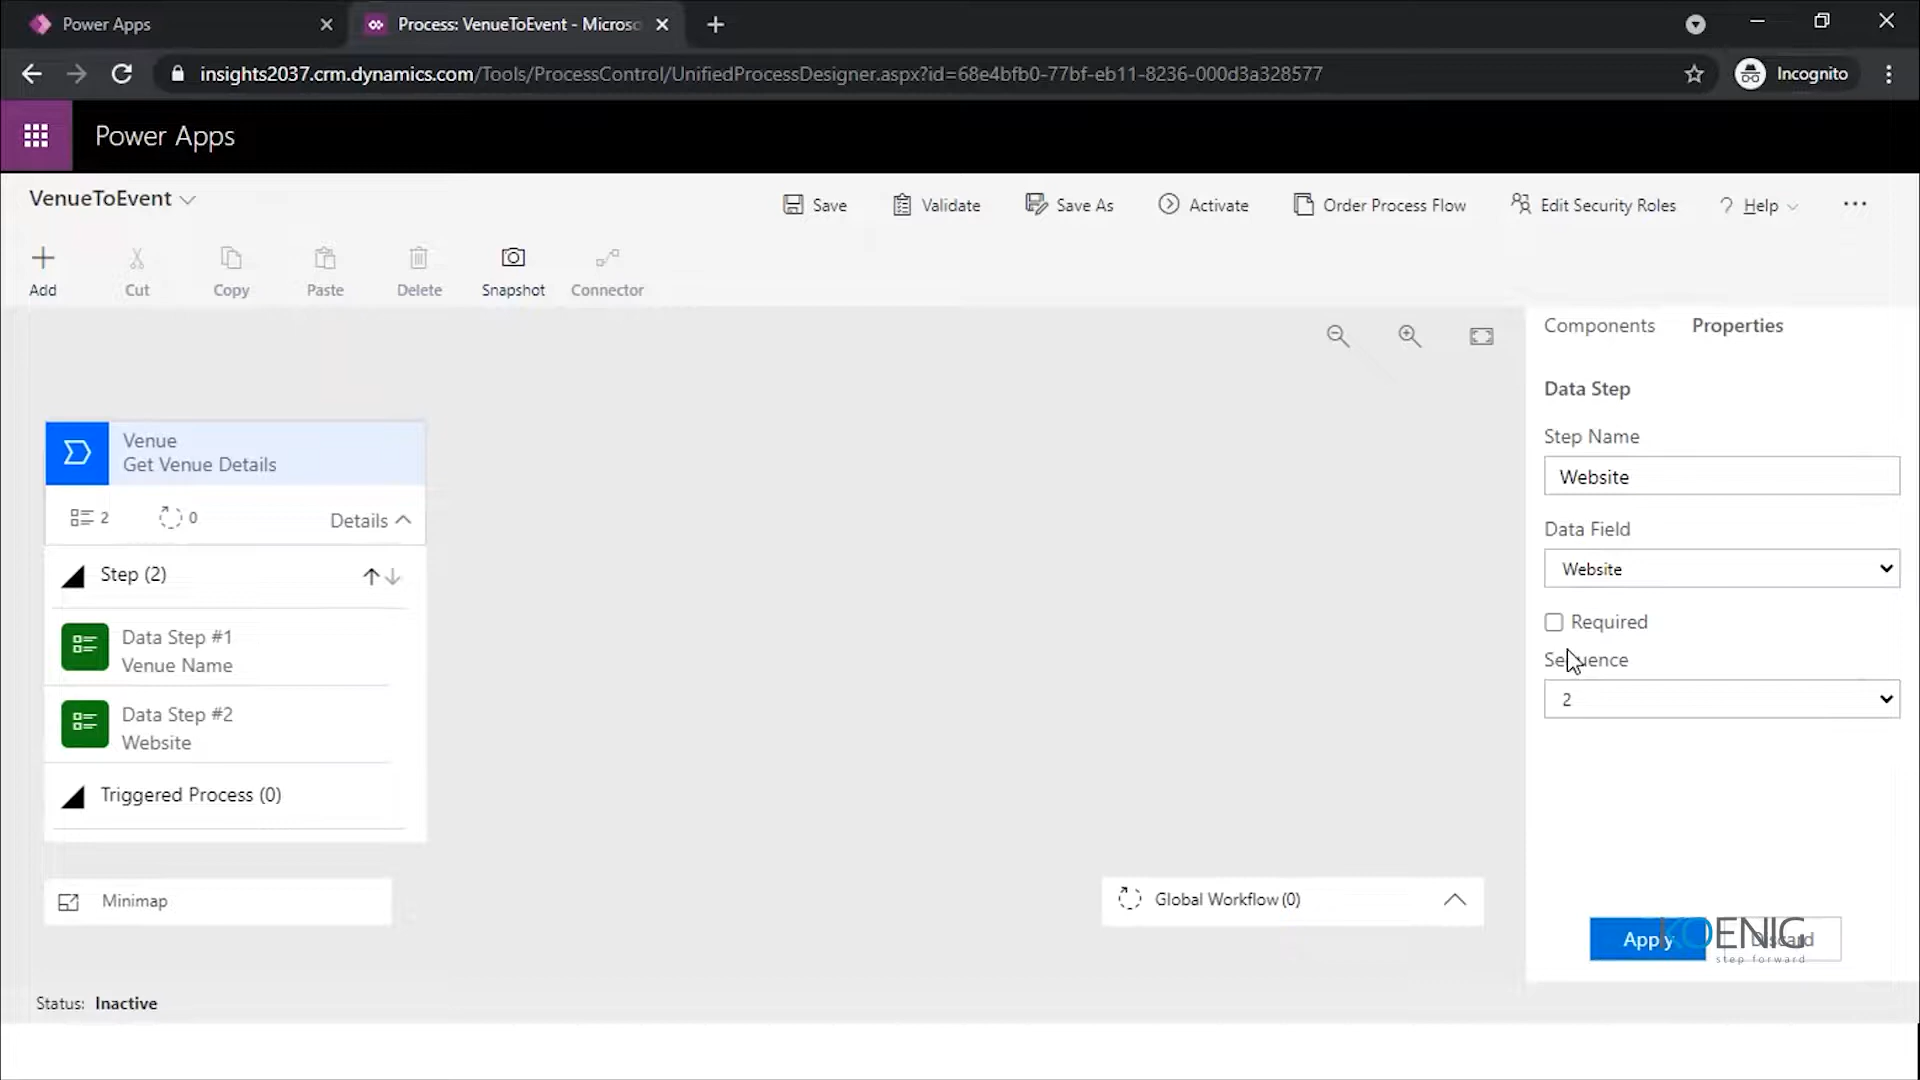 Power Apps
Process: VenueToEvent - Microso
insights2037.crm.dynamics.com/Tools/ProcessControl/UnifiedProcessDesigner.aspx?id=68e4bfb0-77bf-eb11-8236-000d3a328577
Incognito
Power Apps
VenueToEvent
Save
Validate
Save As
Activate
Order Process Flow
Edit Security Roles
? Help
Add
Cut
Copy
Paste
Delete
Snapshot
Connector
Components
Properties
Venue
Get Venue Details
2
0
Details
Step (2)
Data Step #1
Venue Name
Data Step #2
Website
Triggered Process (0)
Minimap
Global Workflow (0)
Data Step
Step Name
Website
Data Field
Website
Required
Sequence
2
Apply
Discard
KOENIG
step forward
Status: Inactive